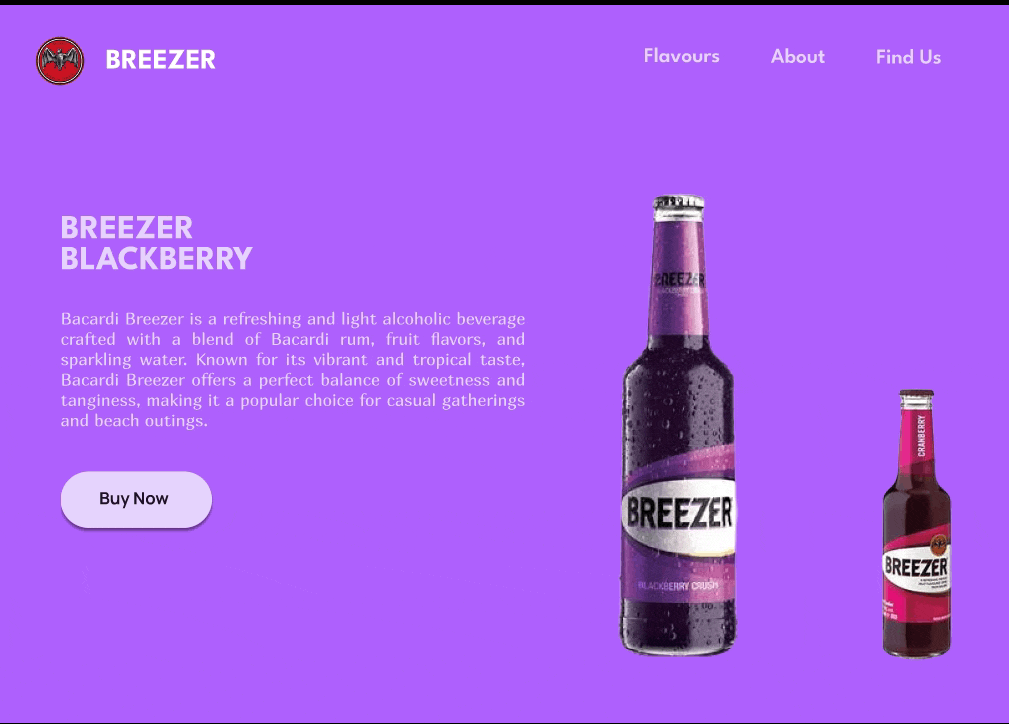 BREEZER
Flavours
About
Find Us
BREEZER
BLACKBERRY
Bacardi Breezer is a refreshing and light alcoholic beverage
crafted with a blend of Bacardi rum, fruit flavors, and
sparkling water. Known for its vibrant and tropical taste,
Bacardi Breezer offers a perfect balance of sweetness and
tanginess, making it a popular choice for casual gatherings
and beach outings.
Buy Now
BREEZER
BREEZER
BLACKBERRY CRUSH
CRANBERRY
BREEZER